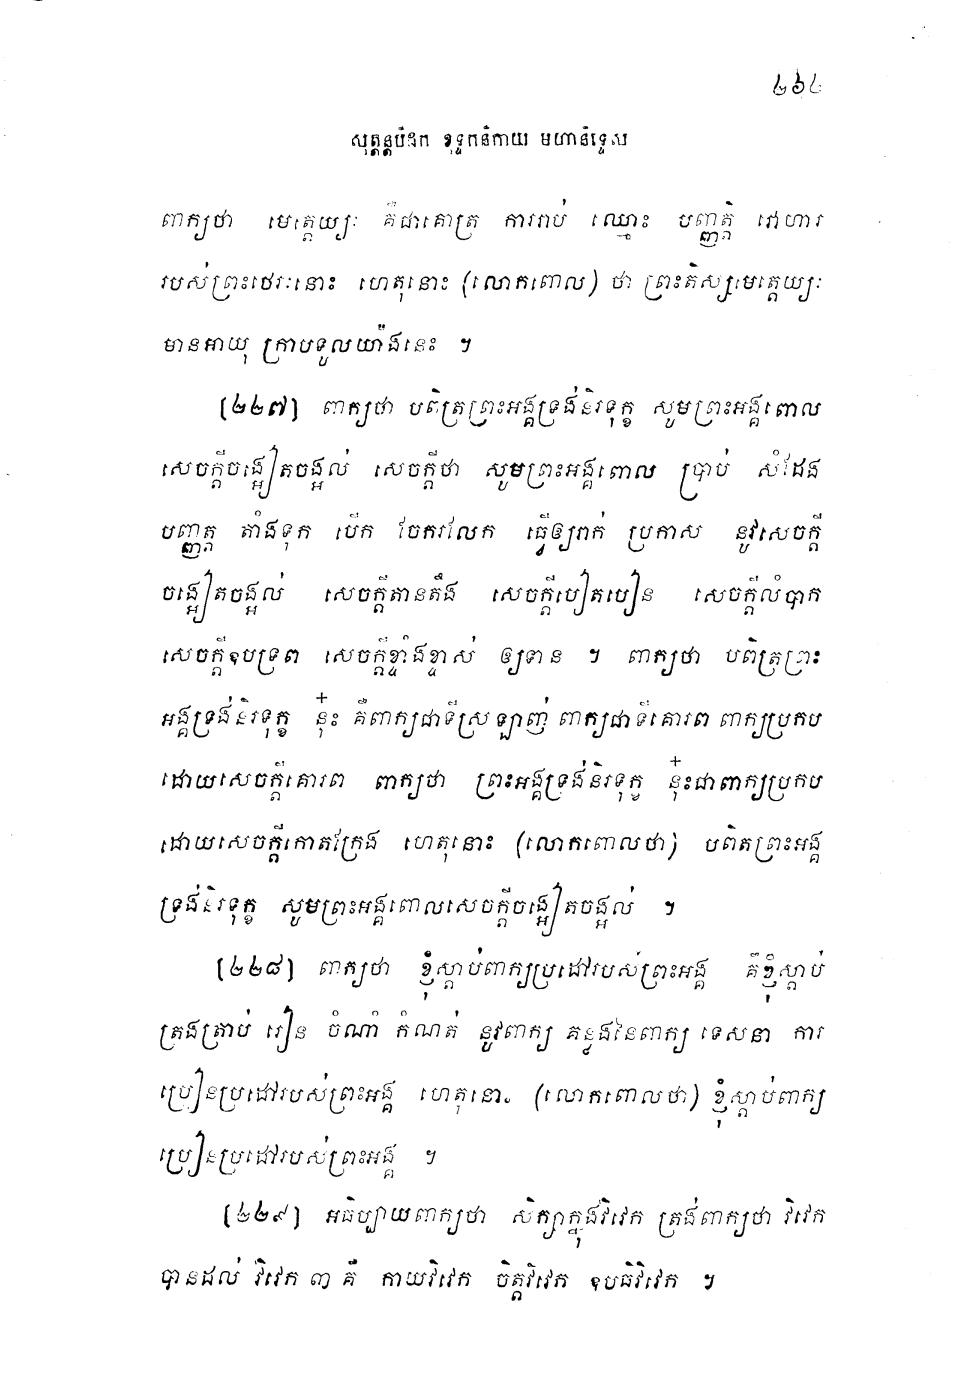 ២៦៤
សុត្តន្តបិដក ខុទ្ទកនិកាយ មហានិទ្ទេស
ពាក្យថា មេត្តេយ្យៈ គឺជាគោត្រ ការរាប់ ឈ្មោះ បញ្ញត្តិ វោហារ
របស់ព្រះថេរៈនោះ ហេតុនោះ (លោកពោល) ថា ព្រះតិស្សមេត្តេយ្យៈ
មានអាយុ ក្រាបទូលយ៉ាងនេះ ។
(២២៧) ពាក្យថា បពិត្រព្រះអង្គទ្រង់និរទុក្ខ សូមព្រះអង្គពោល
សេចក្តីចង្អៀតចង្អល់ សេចក្តីថា សូមព្រះអង្គពោល ប្រាប់ សំដែង
បញ្ញត្ត តាំងទុក បើក ចែករលែក ធ្វើឲ្យរាក់ ប្រកាស នូវសេចក្តី
ចង្អៀតចង្អល់ សេចក្តីតានតឹង សេចក្តីបៀតបៀន សេចក្តីលំបាក
សេចក្តីឧបទ្រព សេចក្តីខ្ទាំងខ្ទាស់ ឲ្យទាន ។ ពាក្យថា បពិត្រព្រះ
អង្គទ្រង់និរទុក្ខ នុ៎ះ គឺពាក្យជាទីស្រឡាញ់ ពាក្យជាទីគោរព ពាក្យប្រកប
ដោយសេចក្តីគោរព ពាក្យថា ព្រះអង្គទ្រង់និរទុក្ខ នុ៎ះជាពាក្យប្រកប
ដោយសេចក្តីកោតក្រែង ហេតុនោះ (លោកពោលថា) បពិតព្រះអង្គ
ទ្រង់និរទុក្ខ សូមព្រះអង្គពោលសេចក្តីចង្អៀតចង្អល់ ។
(២២៨) ពាក្យថា ខ្ញុំស្តាប់ពាក្យប្រដៅរបស់ព្រះអង្គ គឺខ្ញុំស្តាប់
ត្រងត្រាប់ រៀន ចំណាំ កំណត់ នូវពាក្យ គន្លងនៃពាក្យ ទេសនា ការ
ប្រៀនប្រដៅរបស់ព្រះអង្គ ហេតុនោះ (លោកពោលថា) ខ្ញុំស្តាប់ពាក្យ
ប្រៀនប្រដៅរបស់ព្រះអង្គ ។
(២២៩) អធិប្បាយពាក្យថា សិក្សាក្នុងវិវេក ត្រង់ពាក្យថា វិវេក
បានដល់ វិវេក ៣ គឺ កាយវិវេក ចិត្តវិវេក ឧបធិវិវេក ។